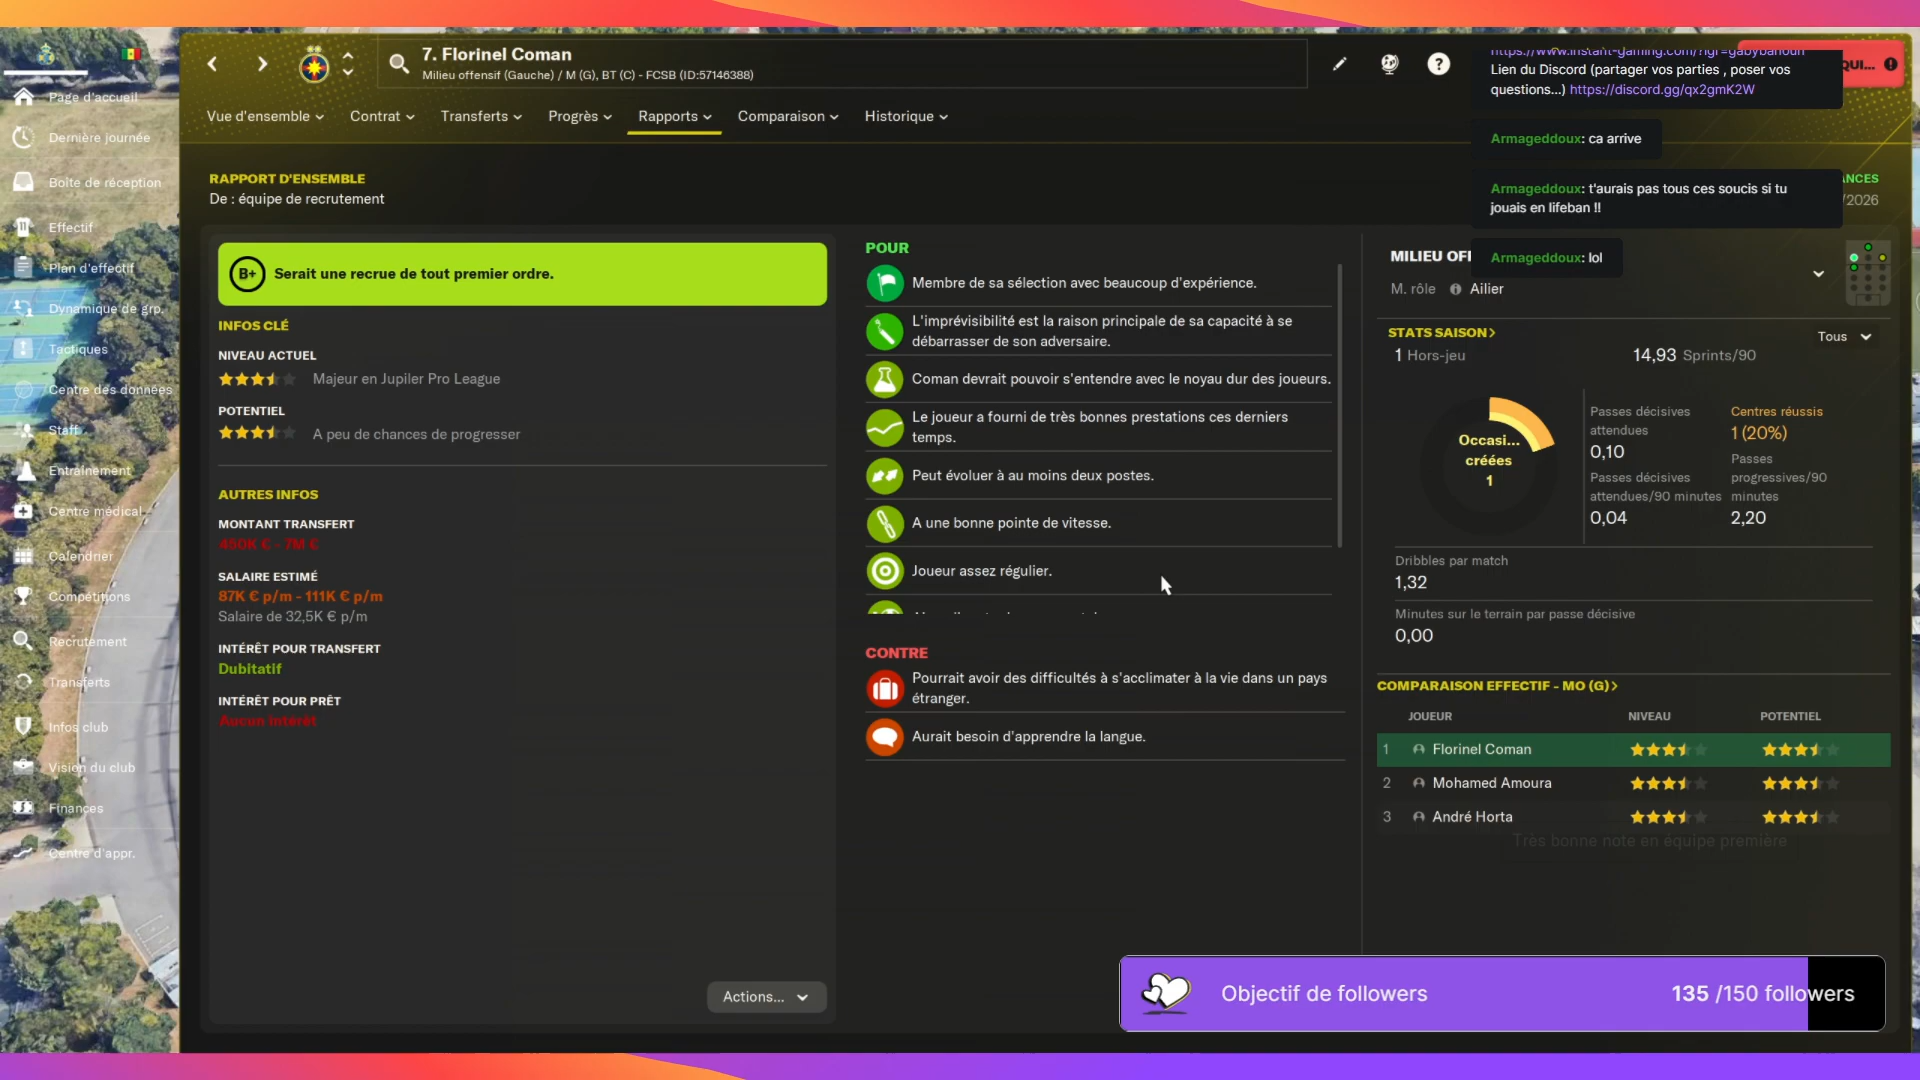 7. Florinel Coman
Milieu offensif (Gauche) / M (G), BT (C) - FCSB (ID:57146388)
Vue d'ensemble
Contrat
Transferts
Progrès
Rapports
Comparaison
Historique
Page d'accueil
Dernière journée
Boîte de réception
Effectif
Plan d'effectif
Dynamique de grp.
Tactiques
Centre des données
Staff
Entraînement
Centre médical
Calendrier
Compétitions
Recrutement
Transferts
Infos club
Vision du club
Finances
Centre d'appr.
RAPPORT D'ENSEMBLE
De : équipe de recrutement
B+ Serait une recrue de tout premier ordre.
INFOS CLÉ
NIVEAU ACTUEL
Majeur en Jupiler Pro League
POTENTIEL
A peu de chances de progresser
AUTRES INFOS
MONTANT TRANSFERT
450K € - 7M €
SALAIRE ESTIMÉ
87K € p/m - 111K € p/m
Salaire de 32,5K € p/m
INTÉRÊT POUR TRANSFERT
Dubitatif
INTÉRÊT POUR PRÊT
Aucun intérêt
Actions...
POUR
Membre de sa sélection avec beaucoup d'expérience.
L'imprévisibilité est la raison principale de sa capacité à se
débarrasser de son adversaire.
Coman devrait pouvoir s'entendre avec le noyau dur des joueurs.
Le joueur a fourni de très bonnes prestations ces derniers
temps.
Peut évoluer à au moins deux postes.
A une bonne pointe de vitesse.
Joueur assez régulier.
CONTRE
Pourrait avoir des difficultés à s'acclimater à la vie dans un pays
étranger.
Aurait besoin d'apprendre la langue.
https://www.instant-gaming.com/?igr=gabybanoun
Lien du Discord (partager vos parties , poser vos
questions...) https://discord.gg/qx2gmK2W
Armageddoux: ca arrive
Armageddoux: t'aurais pas tous ces soucis si tu
jouais en lifeban !!
Armageddoux: lol
QUI...
ANCES
/2026
MILIEU OFF
M. rôle Ailier
STATS SAISON
Tous
1 Hors-jeu
14,93 Sprints/90
Occasi...
créées
1
Passes décisives
attendues
0,10
Passes décisives
attendues/90 minutes
0,04
Centres réussis
1 (20%)
Passes
progressives/90
minutes
2,20
Dribbles par match
1,32
Minutes sur le terrain par passe décisive
0,00
COMPARAISON EFFECTIF - MO (G)
JOUEUR NIVEAU POTENTIEL
1 Florinel Coman
2 Mohamed Amoura
3 André Horta
Très bonne note en équipe première
Objectif de followers
135 /150 followers